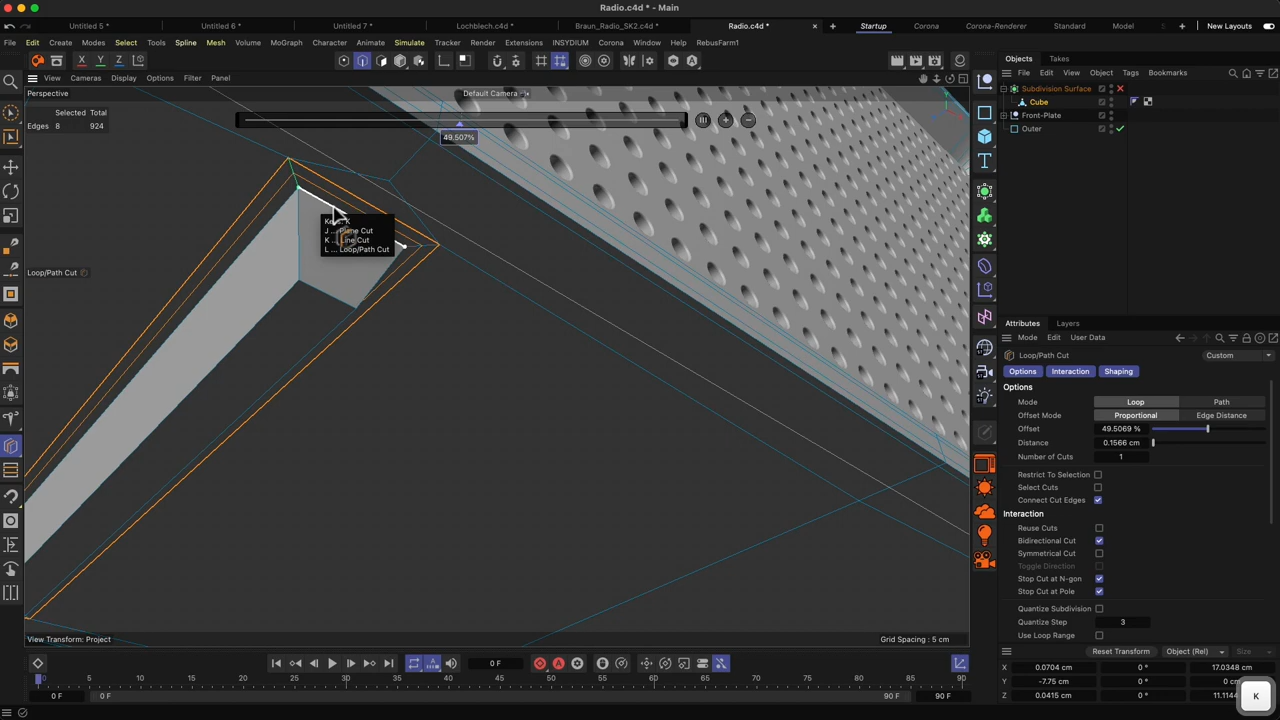 Radio.c4d * - Main
Untitled 5 *
Untitled 6 *
Untitled 7 *
Lochblech.c4d *
Braun_Radio_SK2.c4d *
Radio.c4d *
Startup
Corona
Corona-Renderer
Standard
Model
New Layouts
File Edit Create Modes Select Tools Spline Mesh Volume MoGraph Character Animate Simulate Tracker Render Extensions INSYDIUM Corona Window Help RebusFarm1
X Y Z
View Cameras Display Options Filter Panel
Perspective
Default Camera
Selected Total
Edges 8 924
49.507%
J ... Plane Cut
K ... Line Cut
L ... Loop/Path Cut
Loop/Path Cut
View Transform: Project
Grid Spacing : 5 cm
Objects Takes
File Edit View Object Tags Bookmarks
Subdivision Surface
Cube
Front-Plate
Outer
Attributes Layers
Mode Edit User Data
Loop/Path Cut
Custom
Options Interaction Shaping
Options
Mode Loop Path
Offset Mode Proportional Edge Distance
Offset 49.5069 %
Distance 0.1566 cm
Number of Cuts 1
Restrict To Selection
Select Cuts
Connect Cut Edges
Interaction
Reuse Cuts
Bidirectional Cut
Symmetrical Cut
Toggle Direction
Stop Cut at N-gon
Stop Cut at Pole
Quantize Subdivision
Quantize Step 3
Use Loop Range
Reset Transform Object (Rel) Size
X 0.0704 cm 0 ° 17.0348 cm
Y -7.75 cm 0 ° 0 cm
Z 0.0415 cm 0 ° 11.1144
K
0 F
0 5 10 15 20 25 30 35 40 45 50 55 60 65 70 75 80 85 90
0 F 0 F 90 F 90 F